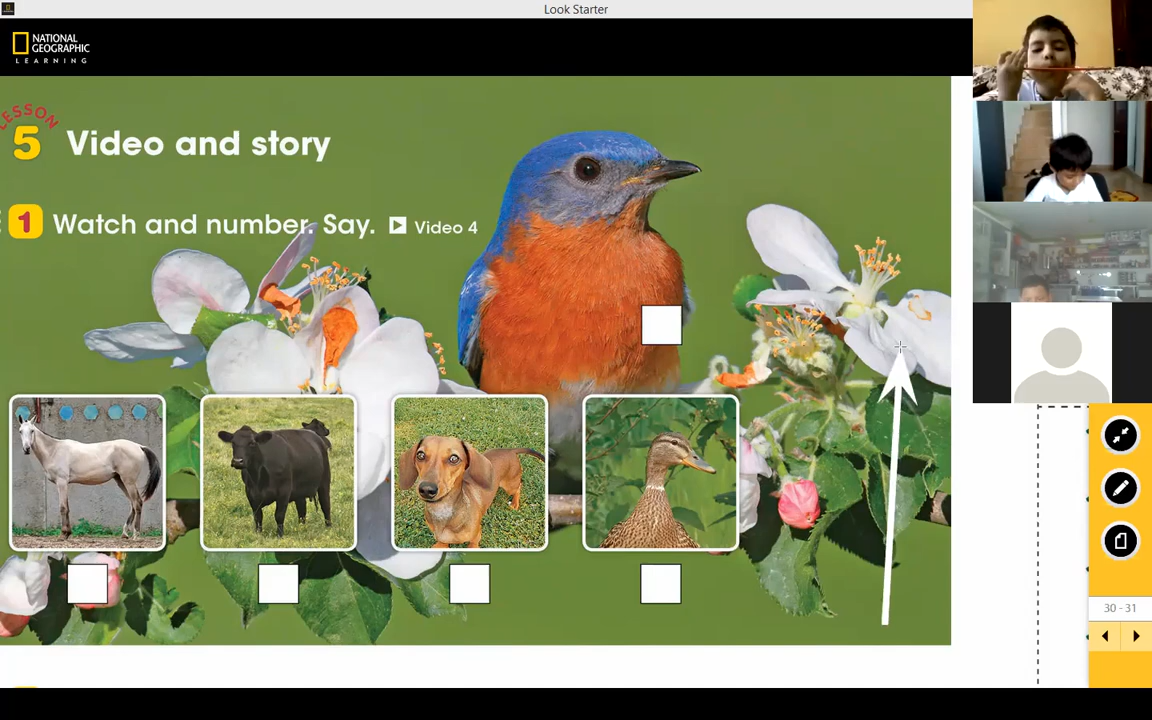 Look Starter
NATIONAL
GEOGRAPHIC
LEARNING
LESSON
5 Video and story
1 Watch and number. Say. Video 4
30 - 31